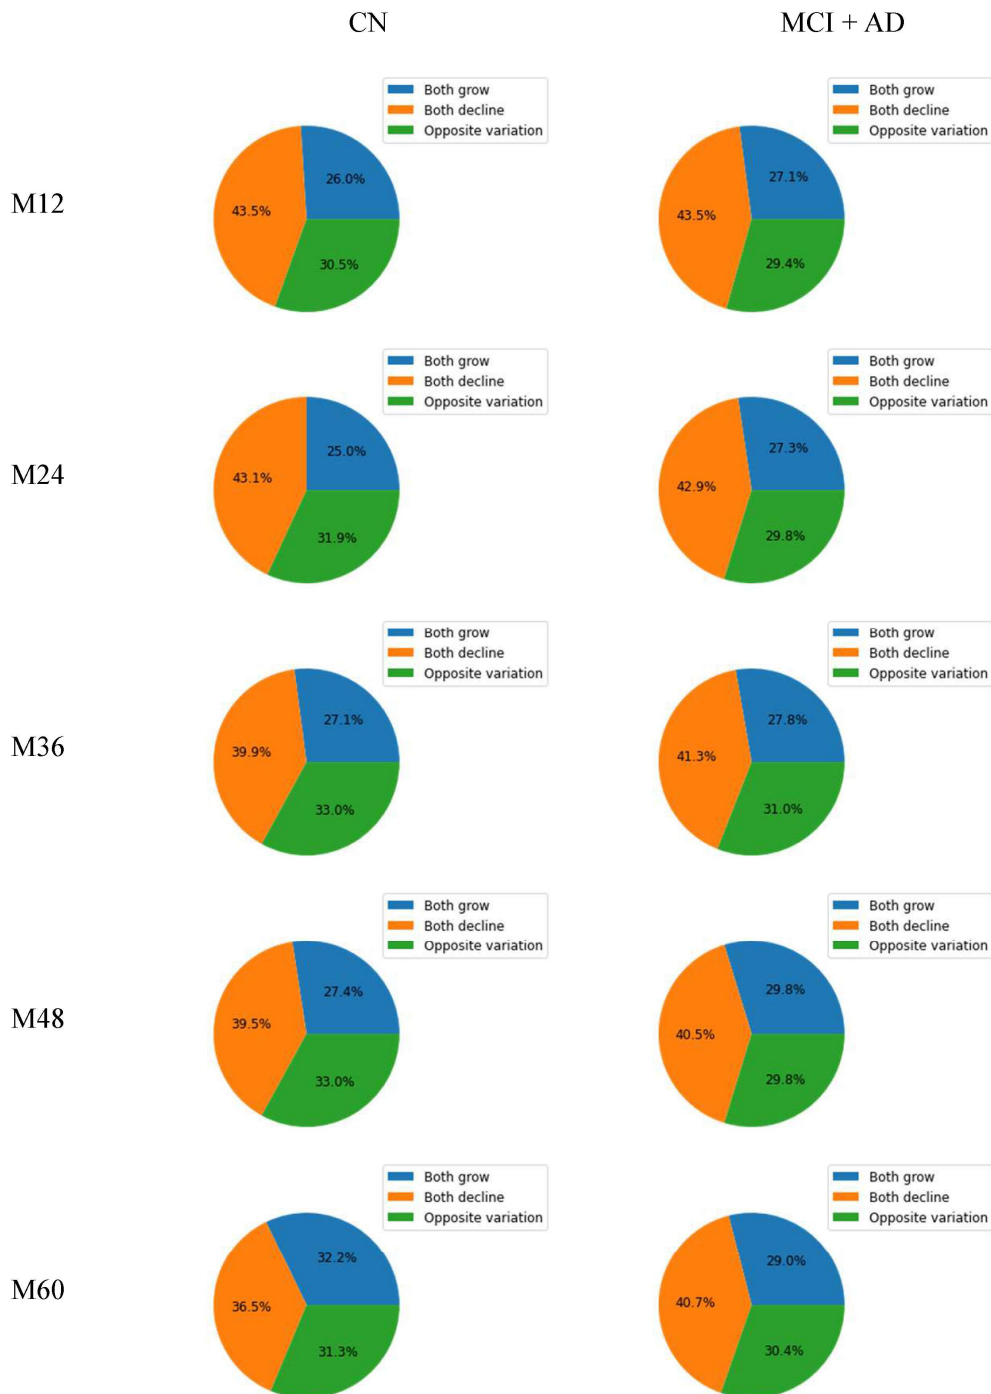 CN
MCI + AD
M12
Both grow
Both decline
Opposite variation
26.0%
43.5%
30.5%
Both grow
Both decline
Opposite variation
27.1%
43.5%
29.4%
M24
Both grow
Both decline
Opposite variation
25.0%
43.1%
31.9%
Both grow
Both decline
Opposite variation
27.3%
42.9%
29.8%
M36
Both grow
Both decline
Opposite variation
27.1%
39.9%
33.0%
Both grow
Both decline
Opposite variation
27.8%
41.3%
31.0%
M48
Both grow
Both decline
Opposite variation
27.4%
39.5%
33.0%
Both grow
Both decline
Opposite variation
29.8%
40.5%
29.8%
M60
Both grow
Both decline
Opposite variation
32.2%
36.5%
31.3%
Both grow
Both decline
Opposite variation
29.0%
40.7%
30.4%